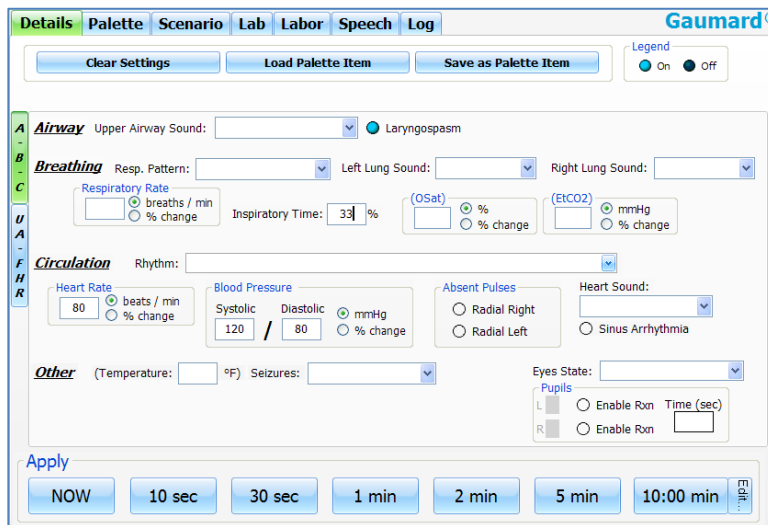 Details Palette Scenario Lab Labor Speech Log Gaumard
Clear Settings Load Palette Item Save as Palette Item
Legend
On Off
A - B - C
Airway Upper Airway Sound: Laryngospasm
Breathing Resp. Pattern: Left Lung Sound: Right Lung Sound:
Respiratory Rate
breaths / min
% change
Inspiratory Time: 33 %
(OSat)
%
% change
(EtCO2)
mmHg
% change
UA - FHR
Circulation Rhythm:
Heart Rate
80 beats / min
% change
Blood Pressure
Systolic Diastolic
120 / 80
mmHg
% change
Absent Pulses
Radial Right
Radial Left
Heart Sound:
Sinus Arrhythmia
Other (Temperature: °F) Seizures:
Eyes State:
Pupils
L Enable Rxn Time (sec)
R Enable Rxn
Apply
NOW 10 sec 30 sec 1 min 2 min 5 min 10:00 min Edit...